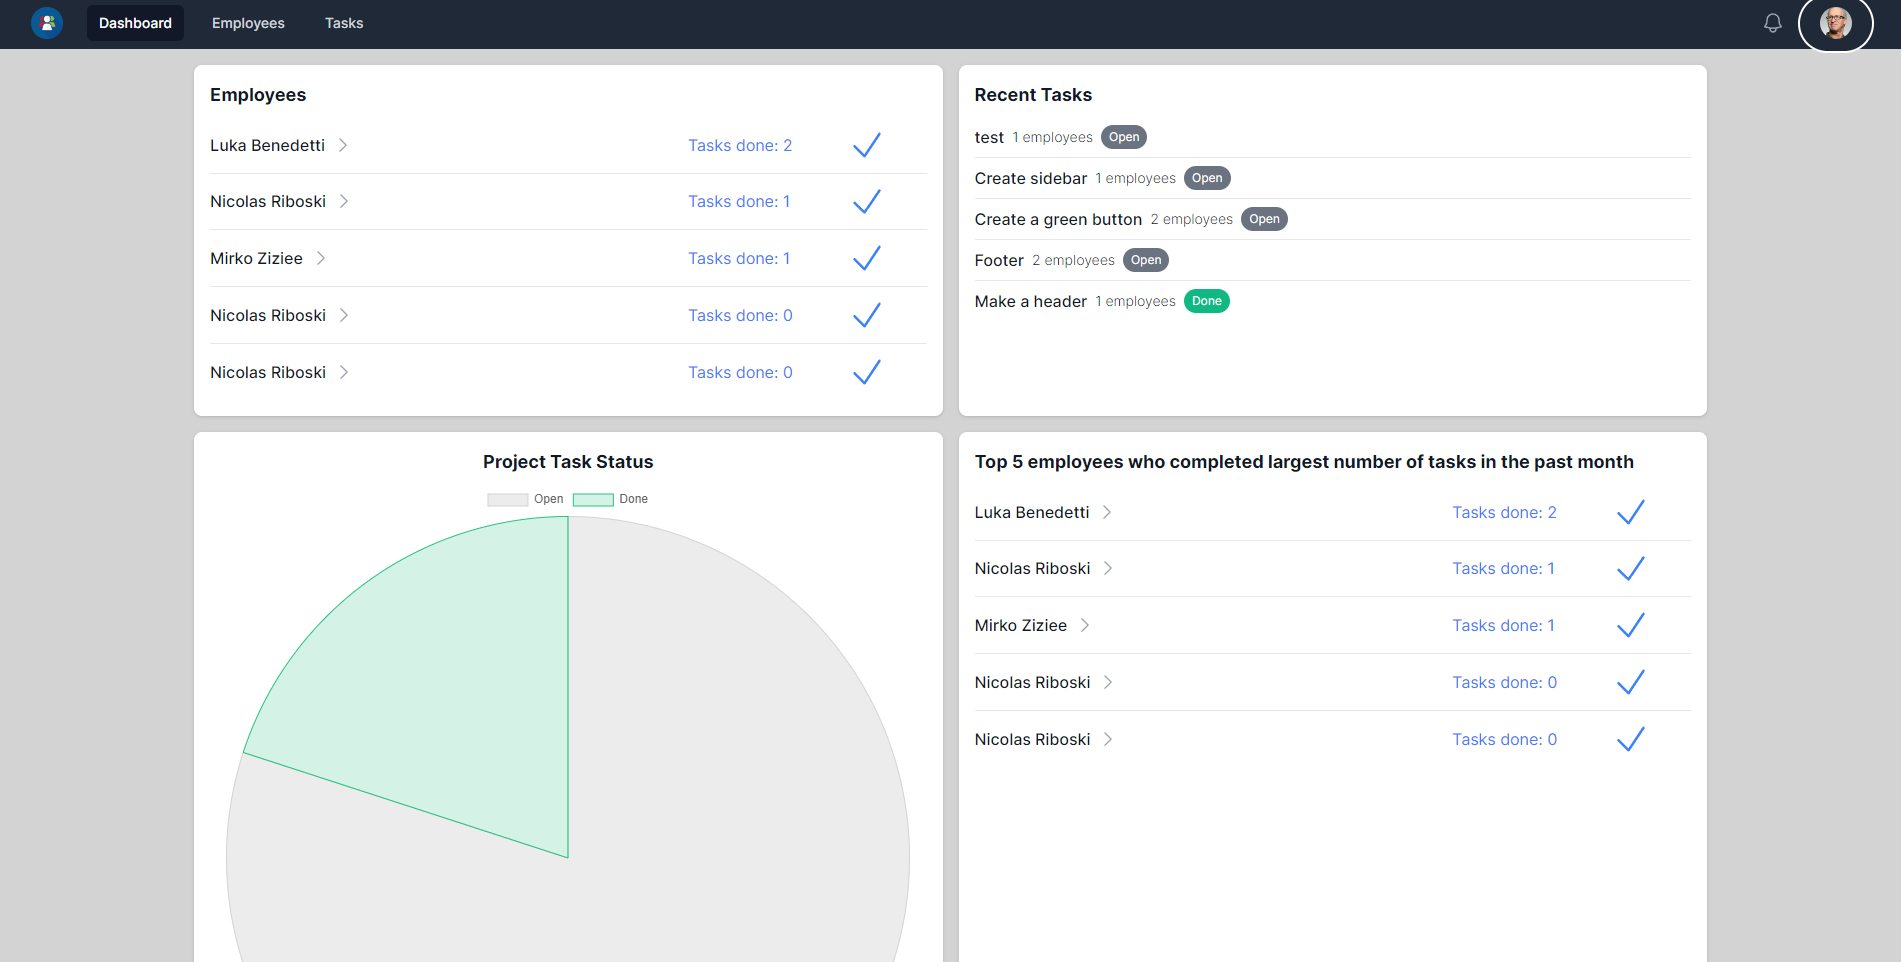 Dashboard Employees Tasks
Employees
Luka Benedetti Tasks done: 2
Nicolas Riboski Tasks done: 1
Mirko Ziziee Tasks done: 1
Nicolas Riboski Tasks done: 0
Nicolas Riboski Tasks done: 0
Recent Tasks
test 1 employees Open
Create sidebar 1 employees Open
Create a green button 2 employees Open
Footer 2 employees Open
Make a header 1 employees Done
Project Task Status
Open Done
Top 5 employees who completed largest number of tasks in the past month
Luka Benedetti Tasks done: 2
Nicolas Riboski Tasks done: 1
Mirko Ziziee Tasks done: 1
Nicolas Riboski Tasks done: 0
Nicolas Riboski Tasks done: 0